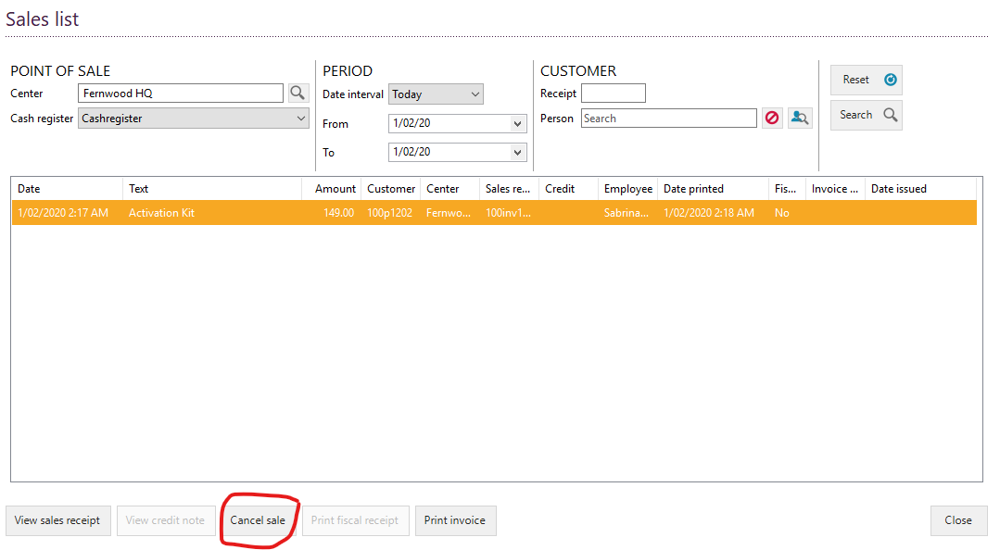 Sales list
POINT OF SALE
Center Fernwood HQ
Cash register Cashregister
PERIOD
Date interval Today
From 1/02/20
To 1/02/20
CUSTOMER
Receipt
Person Search
Reset
Search
Date Text Amount Customer Center Sales re... Credit Employee Date printed Fis... Invoice ... Date issued
1/02/2020 2:17 AM Activation Kit 149.00 100p1202 Fernwo... 100inv1... Sabrina... 1/02/2020 2:18 AM No
View sales receipt View credit note Cancel sale Print fiscal receipt Print invoice Close